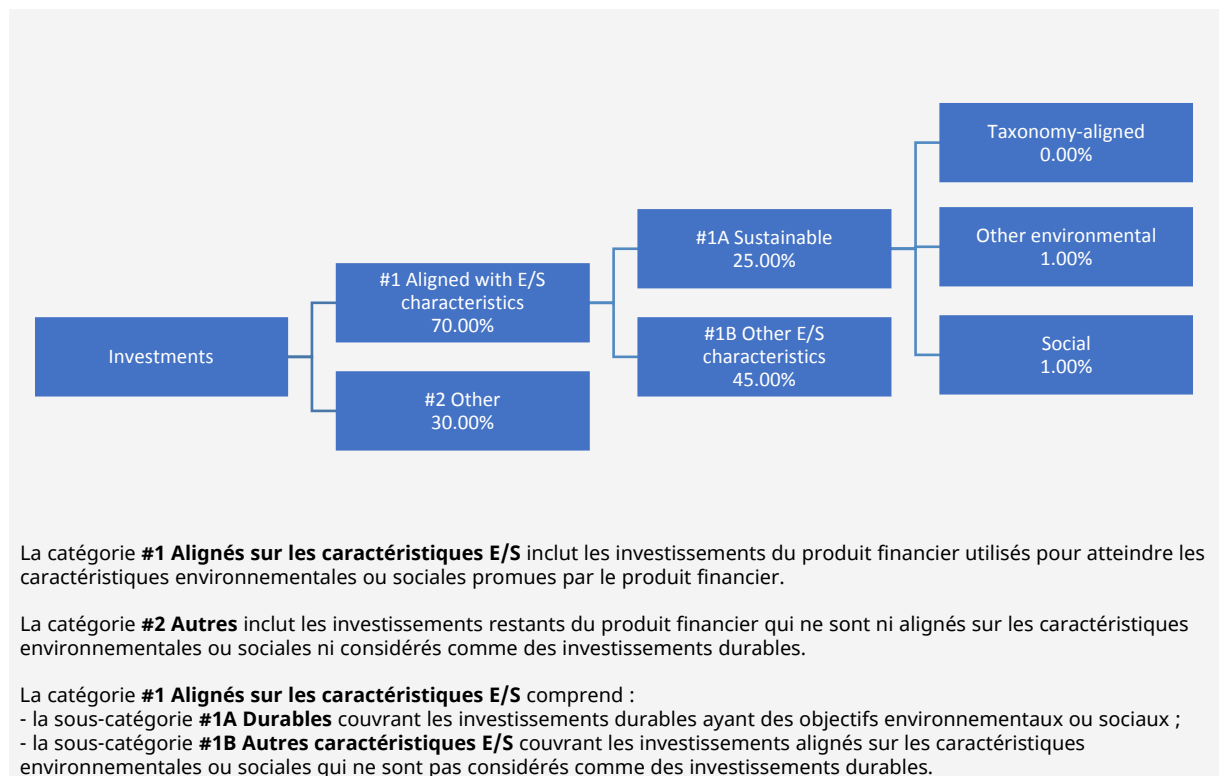 Taxonomy-aligned
0.00%
#1A Sustainable
25.00%
Other environmental
1.00%
#1 Aligned with E/S
characteristics
70.00%
Investments
#1B Other E/S
characteristics
45.00%
Social
1.00%
#2 Other
30.00%
La catégorie #1 Alignés sur les caractéristiques E/S inclut les investissements du produit financier utilisés pour atteindre les
caractéristiques environnementales ou sociales promues par le produit financier.
La catégorie #2 Autres inclut les investissements restants du produit financier qui ne sont ni alignés sur les caractéristiques
environnementales ou sociales ni considérés comme des investissements durables.
La catégorie #1 Alignés sur les caractéristiques E/S comprend :
- la sous-catégorie #1A Durables couvrant les investissements durables ayant des objectifs environnementaux ou sociaux ;
- la sous-catégorie #1B Autres caractéristiques E/S couvrant les investissements alignés sur les caractéristiques
environnementales ou sociales qui ne sont pas considérés comme des investissements durables.